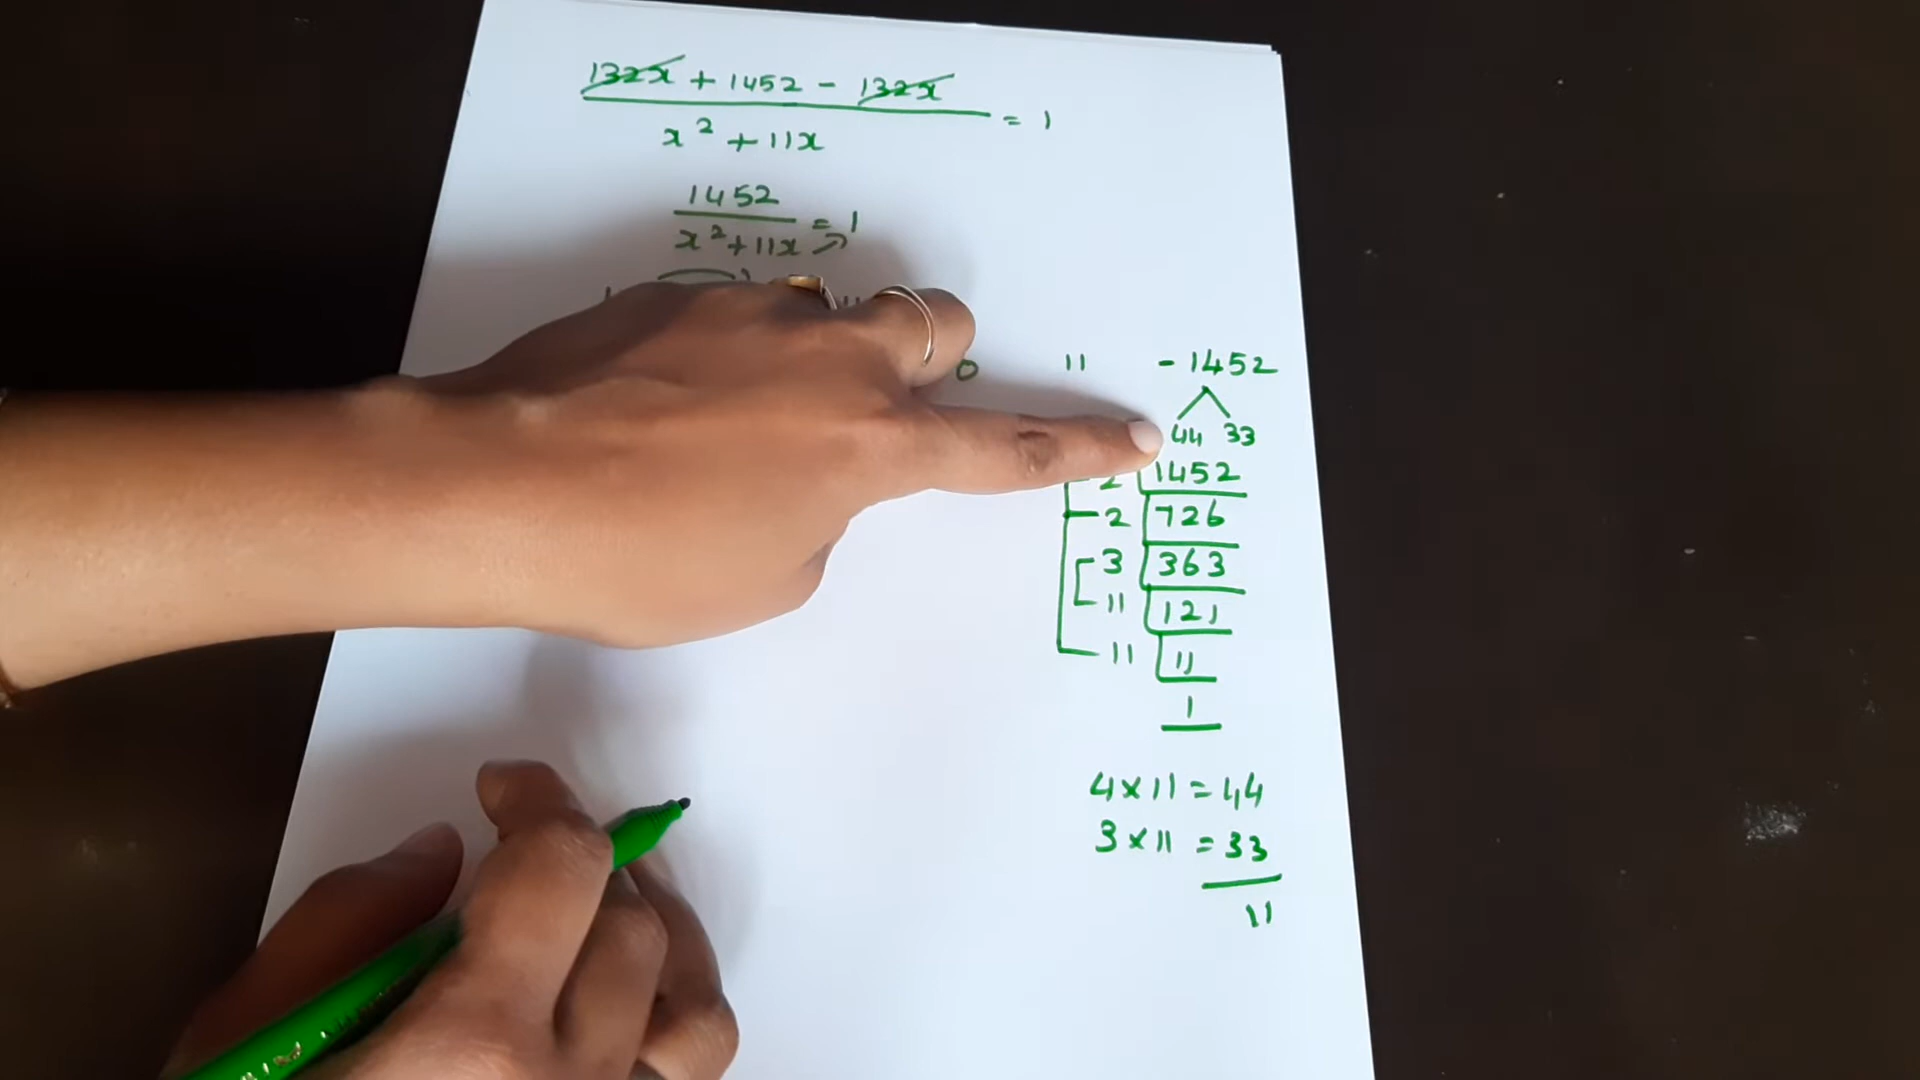 132x + 1452 - 132x
= 1
x² + 11x
1452
= 1
x² + 11x
0
11 - 1452
44 33
2 1452
2 726
3 363
11 121
11 11
1
4 × 11 = 44
3 × 11 = 33
11